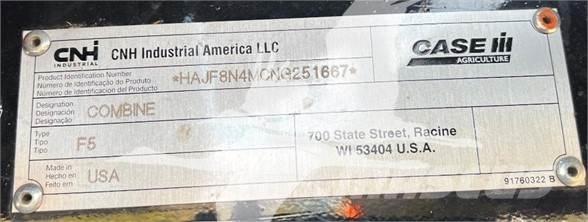 CNH
INDUSTRIAL
CNH Industrial America LLC
CASE IH
AGRICULTURE
Product Identification Number
Número de Identificação do Produto
Número de Identificación de Producto
*HAJF8N4MCNG251667*
Designation
Designación
Designação
COMBINE
Type
Tipo
Tipo
F5
700 State Street, Racine
WI 53404 U.S.A.
Made in
Hecho en
Feito em
USA
91760322 B